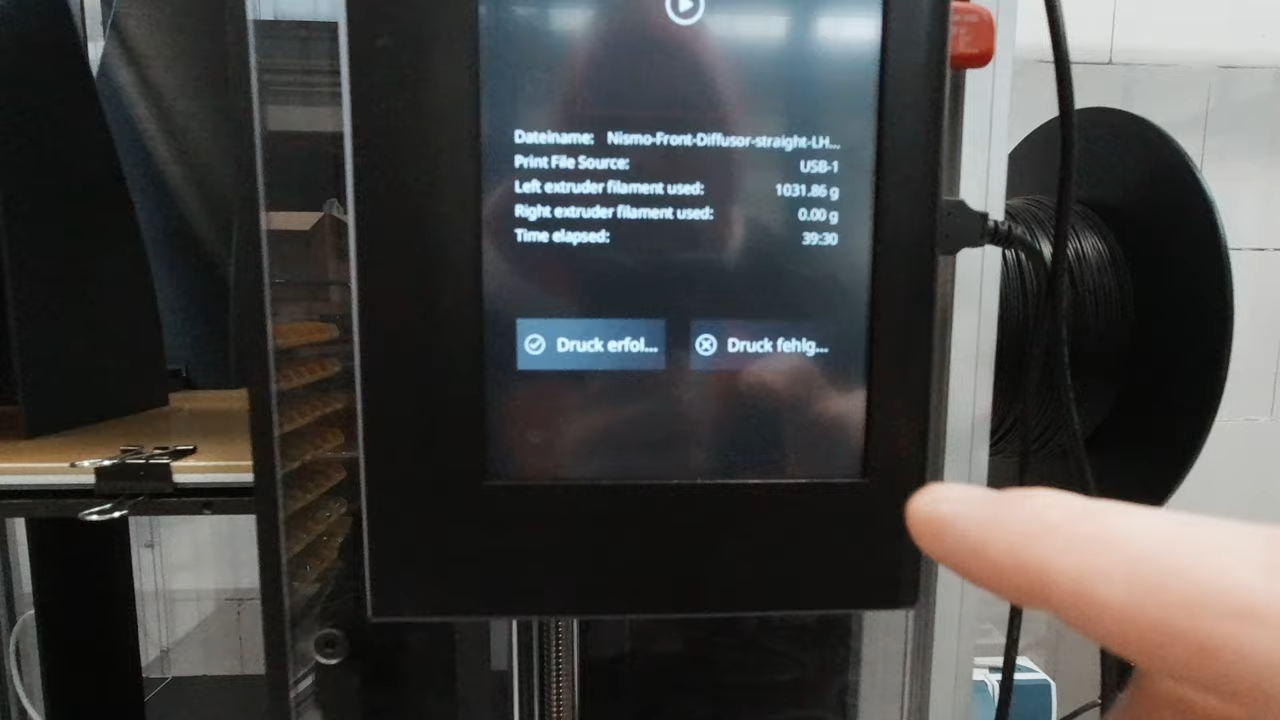 Dateiname: Nismo-Front-Diffusor-straight-LH...
Print File Source: USB-1
Left extruder filament used: 1031.86 g
Right extruder filament used: 0.00 g
Time elapsed: 39:30
Druck erfol... Druck fehlg...